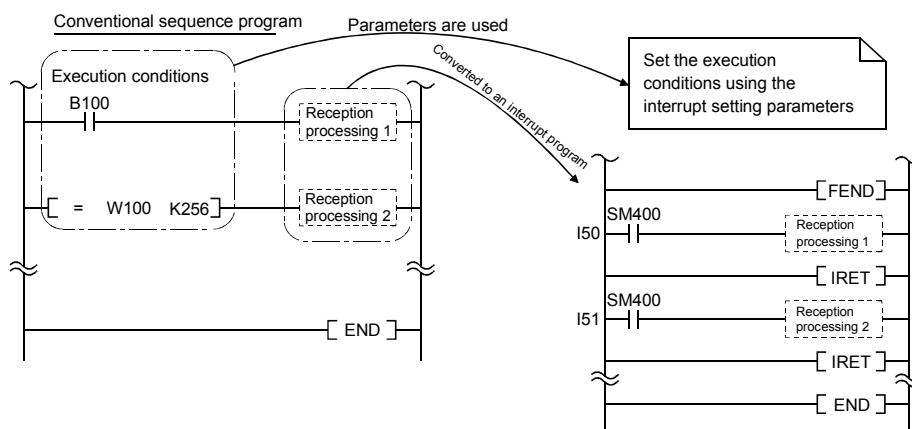 Conventional sequence program
Parameters are used
Execution conditions
B100
Reception
processing 1
= W100 K256
Reception
processing 2
END
Converted to an interrupt program
Set the execution
conditions using the
interrupt setting parameters
FEND
SM400
I50
Reception
processing 1
IRET
SM400
I51
Reception
processing 2
IRET
END